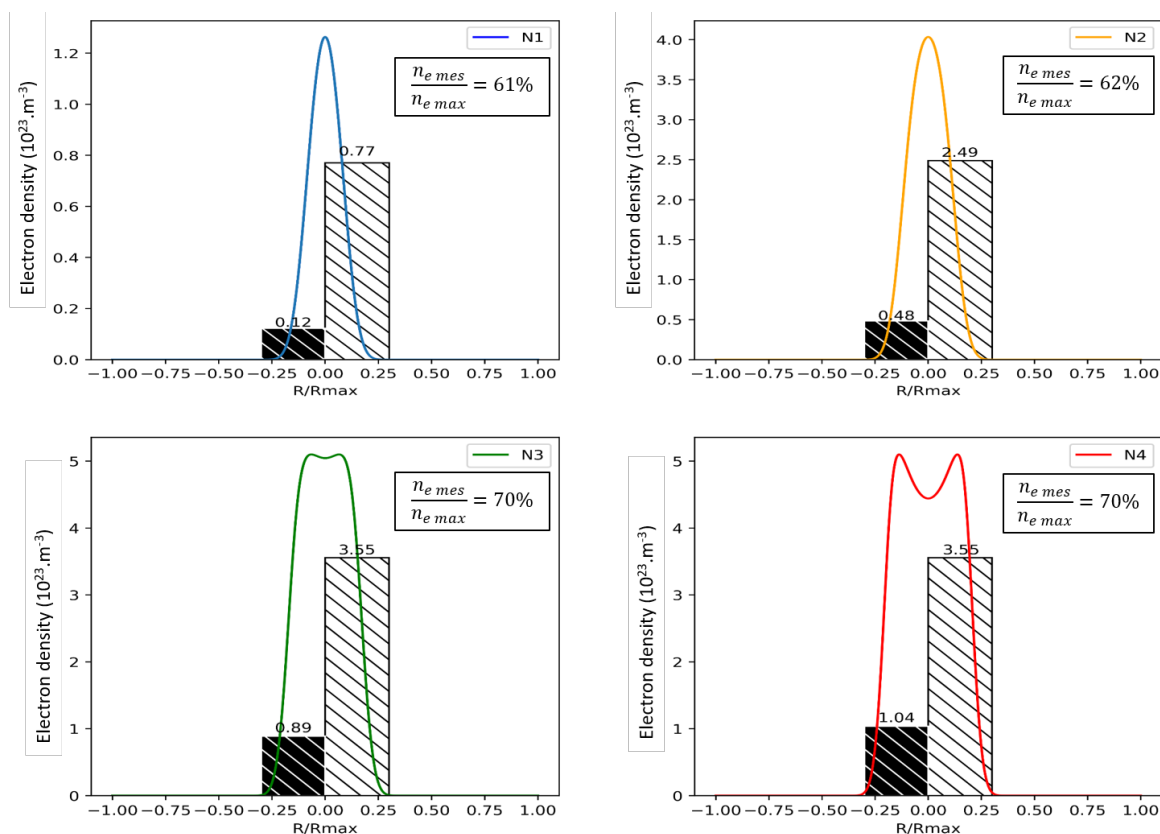 N1
n_{e mes}/n_{e max} = 61%
Electron density (10^{23}.m^{-3})
1.2
1.0
0.8
0.6
0.4
0.2
0.0
0.77
0.12
−1.00 −0.75 −0.50 −0.25 0.00 0.25 0.50 0.75 1.00
R/Rmax
N2
n_{e mes}/n_{e max} = 62%
Electron density (10^{23}.m^{-3})
4.0
3.5
3.0
2.5
2.0
1.5
1.0
0.5
0.0
2.49
0.48
−1.00 −0.75 −0.50 −0.25 0.00 0.25 0.50 0.75 1.00
R/Rmax
N3
n_{e mes}/n_{e max} = 70%
Electron density (10^{23}.m^{-3})
5
4
3
2
1
0
3.55
0.89
−1.00 −0.75 −0.50 −0.25 0.00 0.25 0.50 0.75 1.00
R/Rmax
N4
n_{e mes}/n_{e max} = 70%
Electron density (10^{23}.m^{-3})
5
4
3
2
1
0
3.55
1.04
−1.00 −0.75 −0.50 −0.25 0.00 0.25 0.50 0.75 1.00
R/Rmax